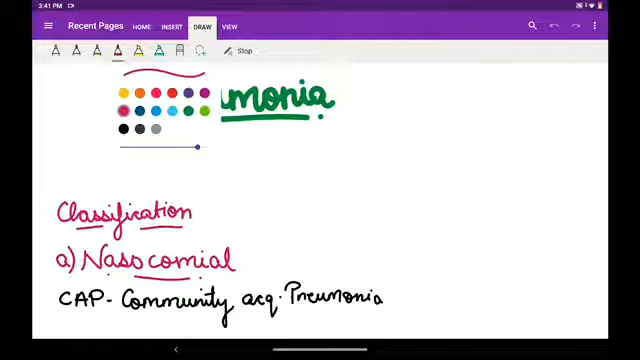 3:41 PM
Recent Pages HOME INSERT DRAW VIEW
Stop
umonia
Classification
a) Nasocomial
CAP - Community acq. Pneumonia